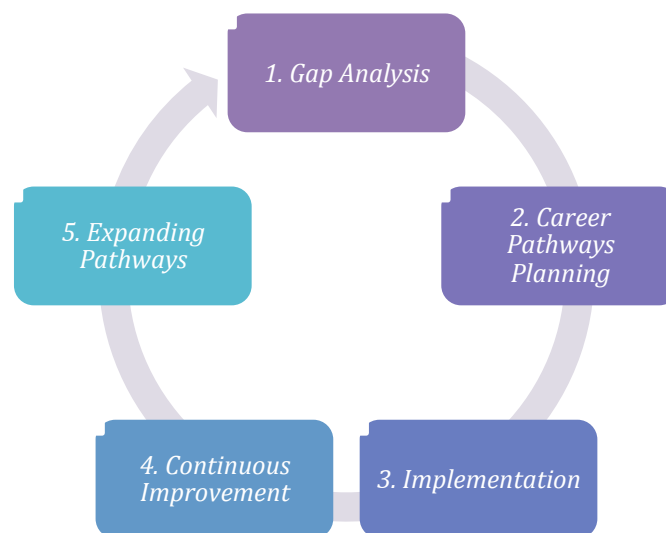 1. Gap Analysis
2. Career
Pathways
Planning
3. Implementation
4. Continuous
Improvement
5. Expanding
Pathways